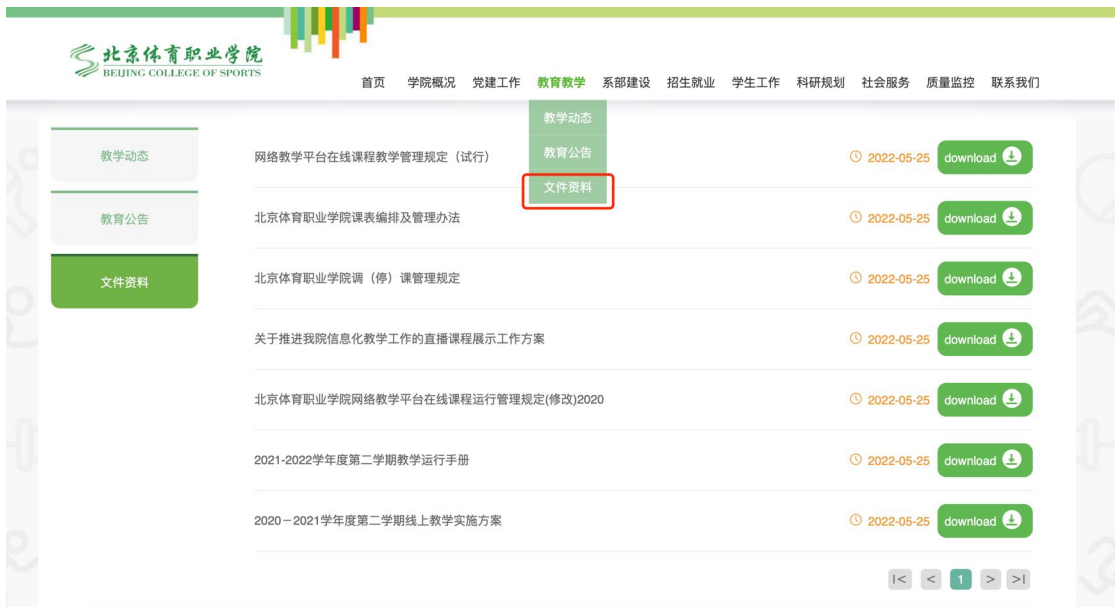 北京体育职业学院
BEIJING COLLEGE OF SPORTS
首页 学院概况 党建工作 教育教学 系部建设 招生就业 学生工作 科研规划 社会服务 质量监控 联系我们
教学动态
教育公告
文件资料
教学动态
教育公告
文件资料
网络教学平台在线课程教学管理规定（试行） 2022-05-25 download
北京体育职业学院课表编排及管理办法 2022-05-25 download
北京体育职业学院调（停）课管理规定 2022-05-25 download
关于推进我院信息化教学工作的直播课程展示工作方案 2022-05-25 download
北京体育职业学院网络教学平台在线课程运行管理规定(修改)2020 2022-05-25 download
2021-2022学年度第二学期教学运行手册 2022-05-25 download
2020－2021学年度第二学期线上教学实施方案 2022-05-25 download
|< < 1 > >|